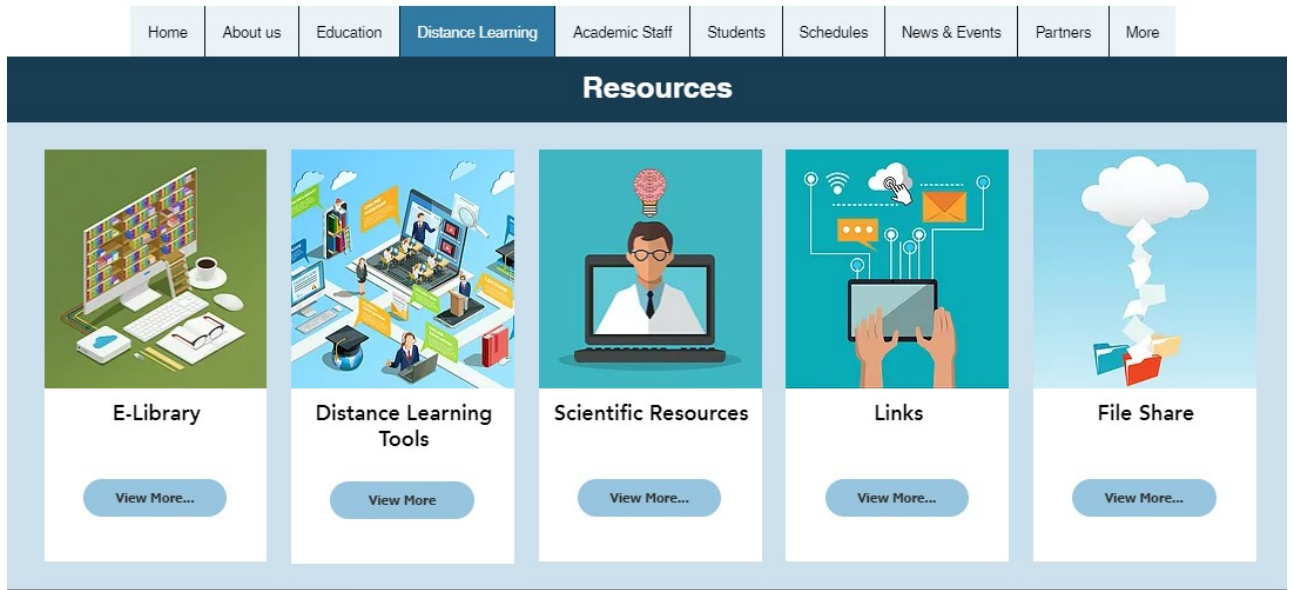 Home About us Education Distance Learning Academic Staff Students Schedules News & Events Partners More
Resources
E-Library
Distance Learning
Tools
Scientific Resources
Links
File Share
View More...
View More
View More...
View More...
View More...